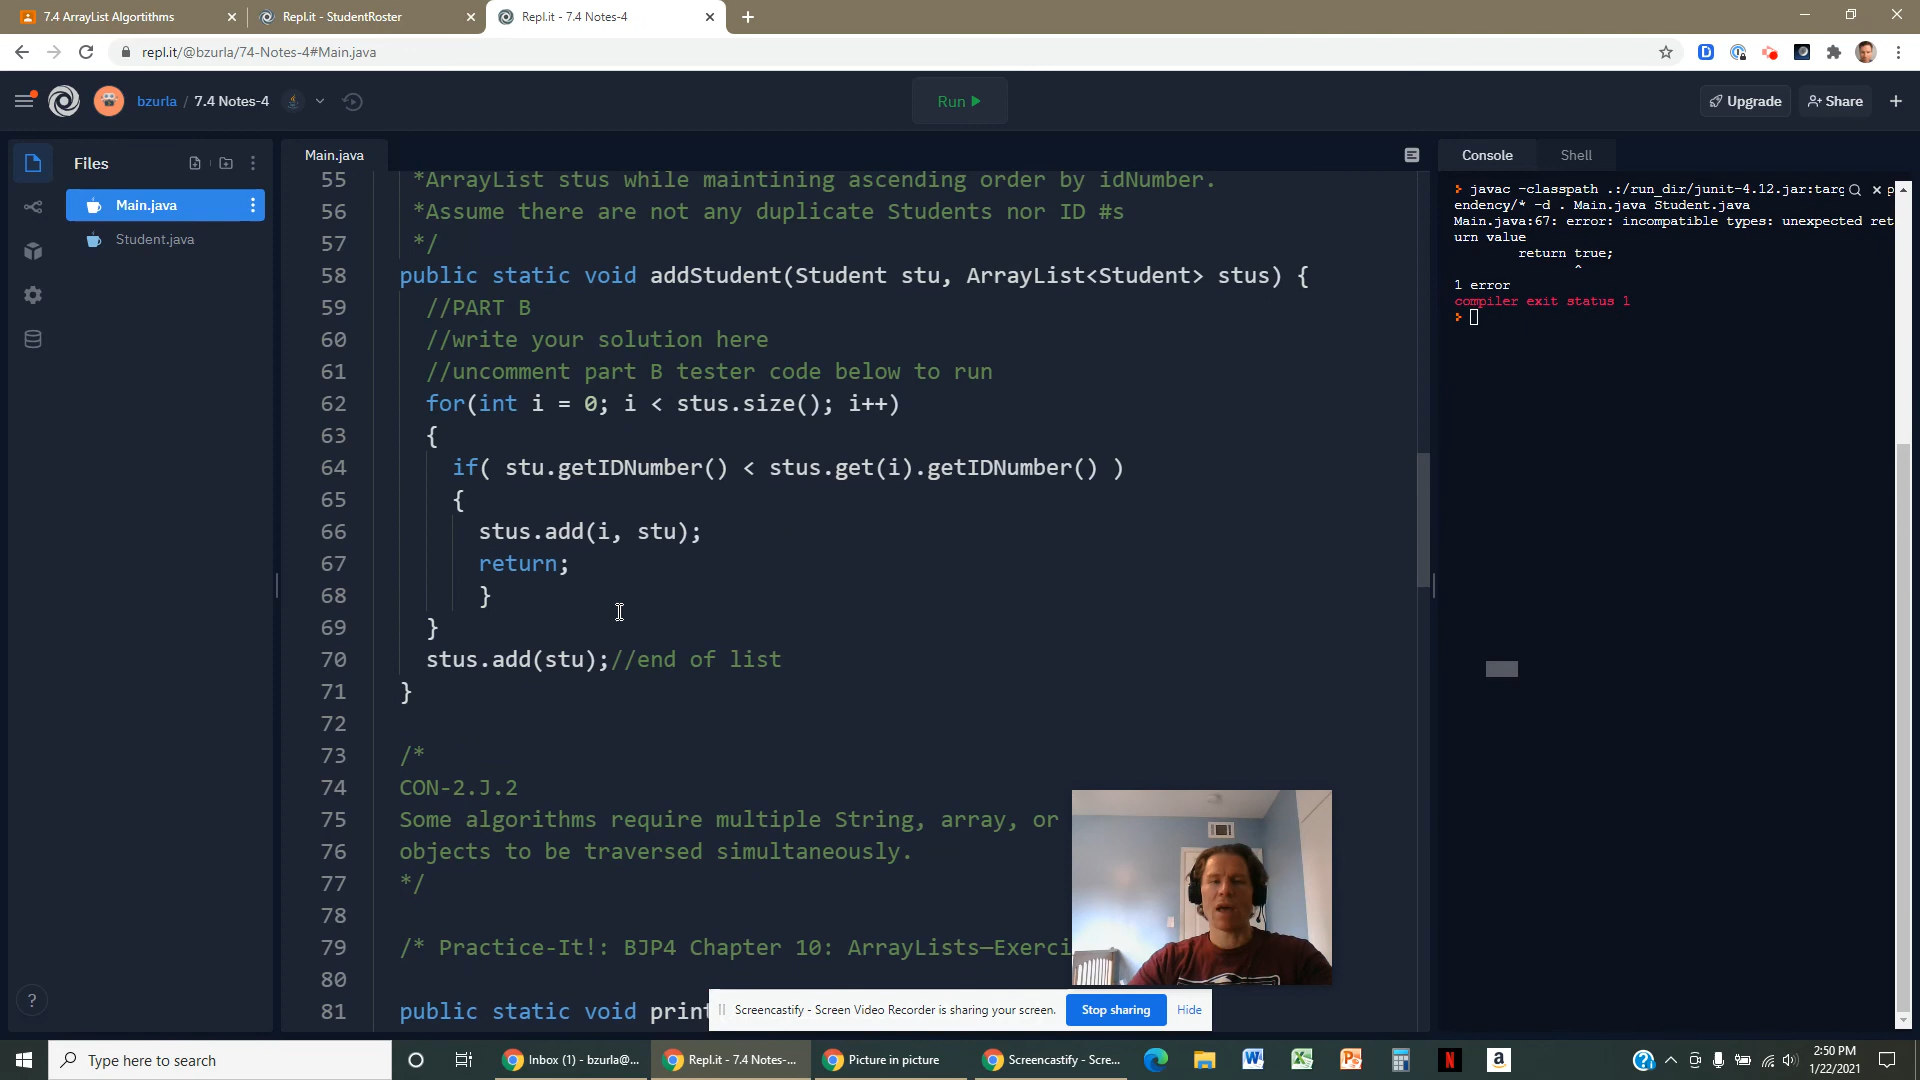 7.4 ArrayList Algortithms
Repl.it - StudentRoster
Repl.it - 7.4 Notes-4
repl.it/@bzurla/74-Notes-4#Main.java
bzurla / 7.4 Notes-4
Run
Upgrade
Share
Files
Main.java
Student.java
Main.java
55 *ArrayList stus while maintining ascending order by idNumber.
56 *Assume there are not any duplicate Students nor ID #s
57 */
58 public static void addStudent(Student stu, ArrayList<Student> stus) {
59 //PART B
60 //write your solution here
61 //uncomment part B tester code below to run
62 for(int i = 0; i < stus.size(); i++)
63 {
64 if( stu.getIDNumber() < stus.get(i).getIDNumber() )
65 {
66 stus.add(i, stu);
67 return;
68 }
69 }
70 stus.add(stu);//end of list
71 }
72
73 /*
74 CON-2.J.2
75 Some algorithms require multiple String, array, or
76 objects to be traversed simultaneously.
77 */
78
79 /* Practice-It!: BJP4 Chapter 10: ArrayLists—Exerci
80
81 public static void print
Console
Shell
> javac -classpath .:/run_dir/junit-4.12.jar:targ
endency/* -d . Main.java Student.java
Main.java:67: error: incompatible types: unexpected ret
urn value
return true;
^
1 error
compiler exit status 1
>
Screencastify - Screen Video Recorder is sharing your screen.
Stop sharing
Hide
?
Type here to search
Inbox (1) - bzurla@...
Repl.it - 7.4 Notes-...
Picture in picture
Screencastify - Scre...
2:50 PM
1/22/2021